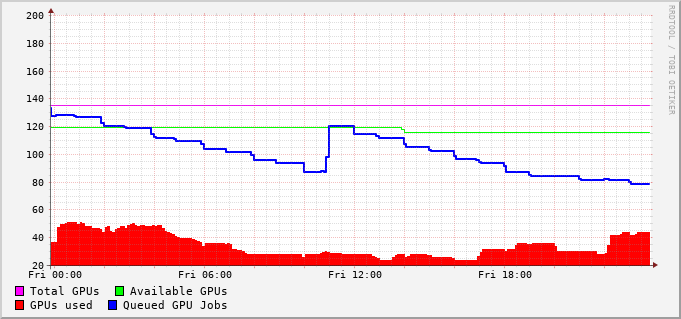 200
180
160
140
120
100
80
60
40
20
Fri 00:00 Fri 06:00 Fri 12:00 Fri 18:00
Total GPUs Available GPUs
GPUs used Queued GPU Jobs
RRDTOOL / TOBI OETIKER